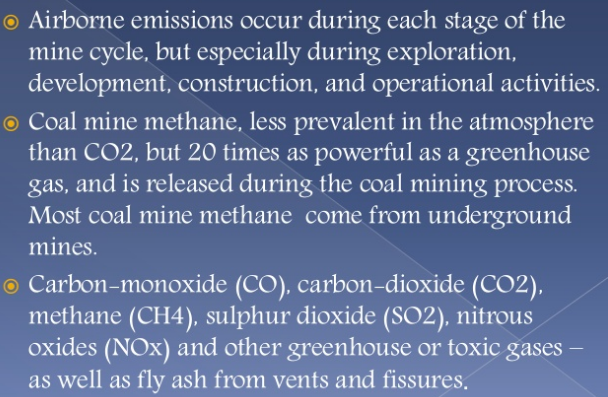 Airborne emissions occur during each stage of the
mine cycle, but especially during exploration,
development, construction, and operational activities.
Coal mine methane, less prevalent in the atmosphere
than CO2, but 20 times as powerful as a greenhouse
gas, and is released during the coal mining process.
Most coal mine methane  come from underground
mines.
Carbon-monoxide (CO), carbon-dioxide (CO2),
methane (CH4), sulphur dioxide (SO2), nitrous
oxides (NOx) and other greenhouse or toxic gases –
as well as fly ash from vents and fissures.